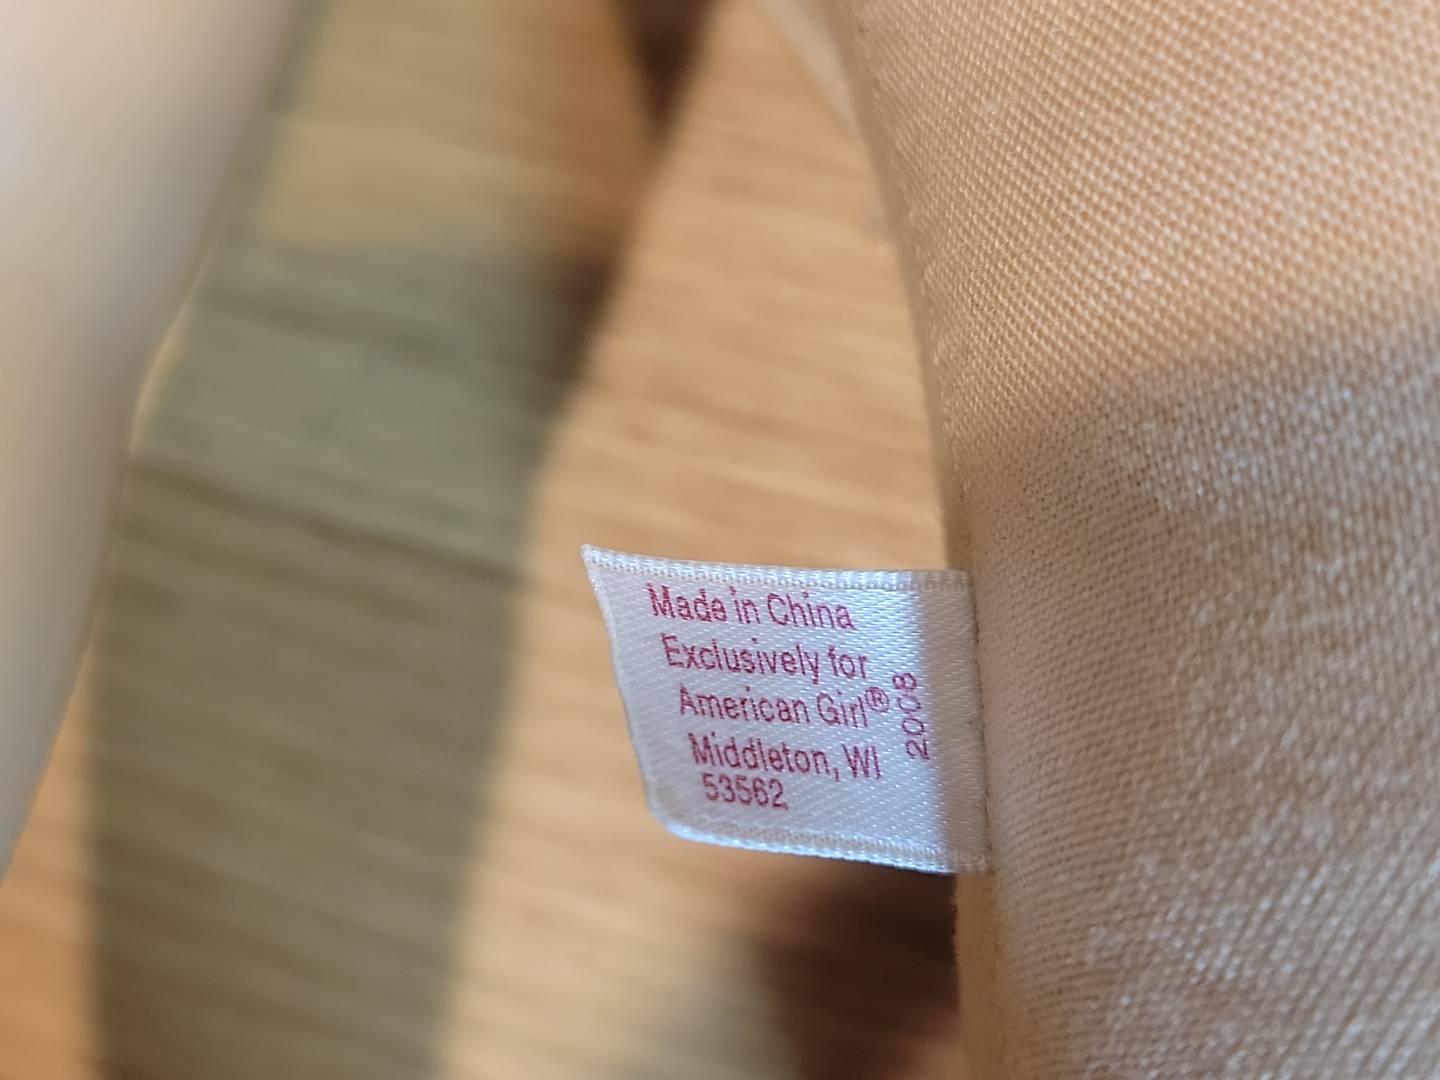 Made in China
Exclusively for
American Girl®
Middleton, WI
53562
2008